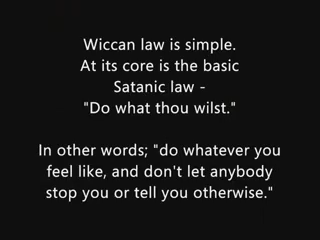 Wiccan law is simple.
At its core is the basic
Satanic law -
"Do what thou wilst."
In other words; "do whatever you
feel like, and don't let anybody
stop you or tell you otherwise."